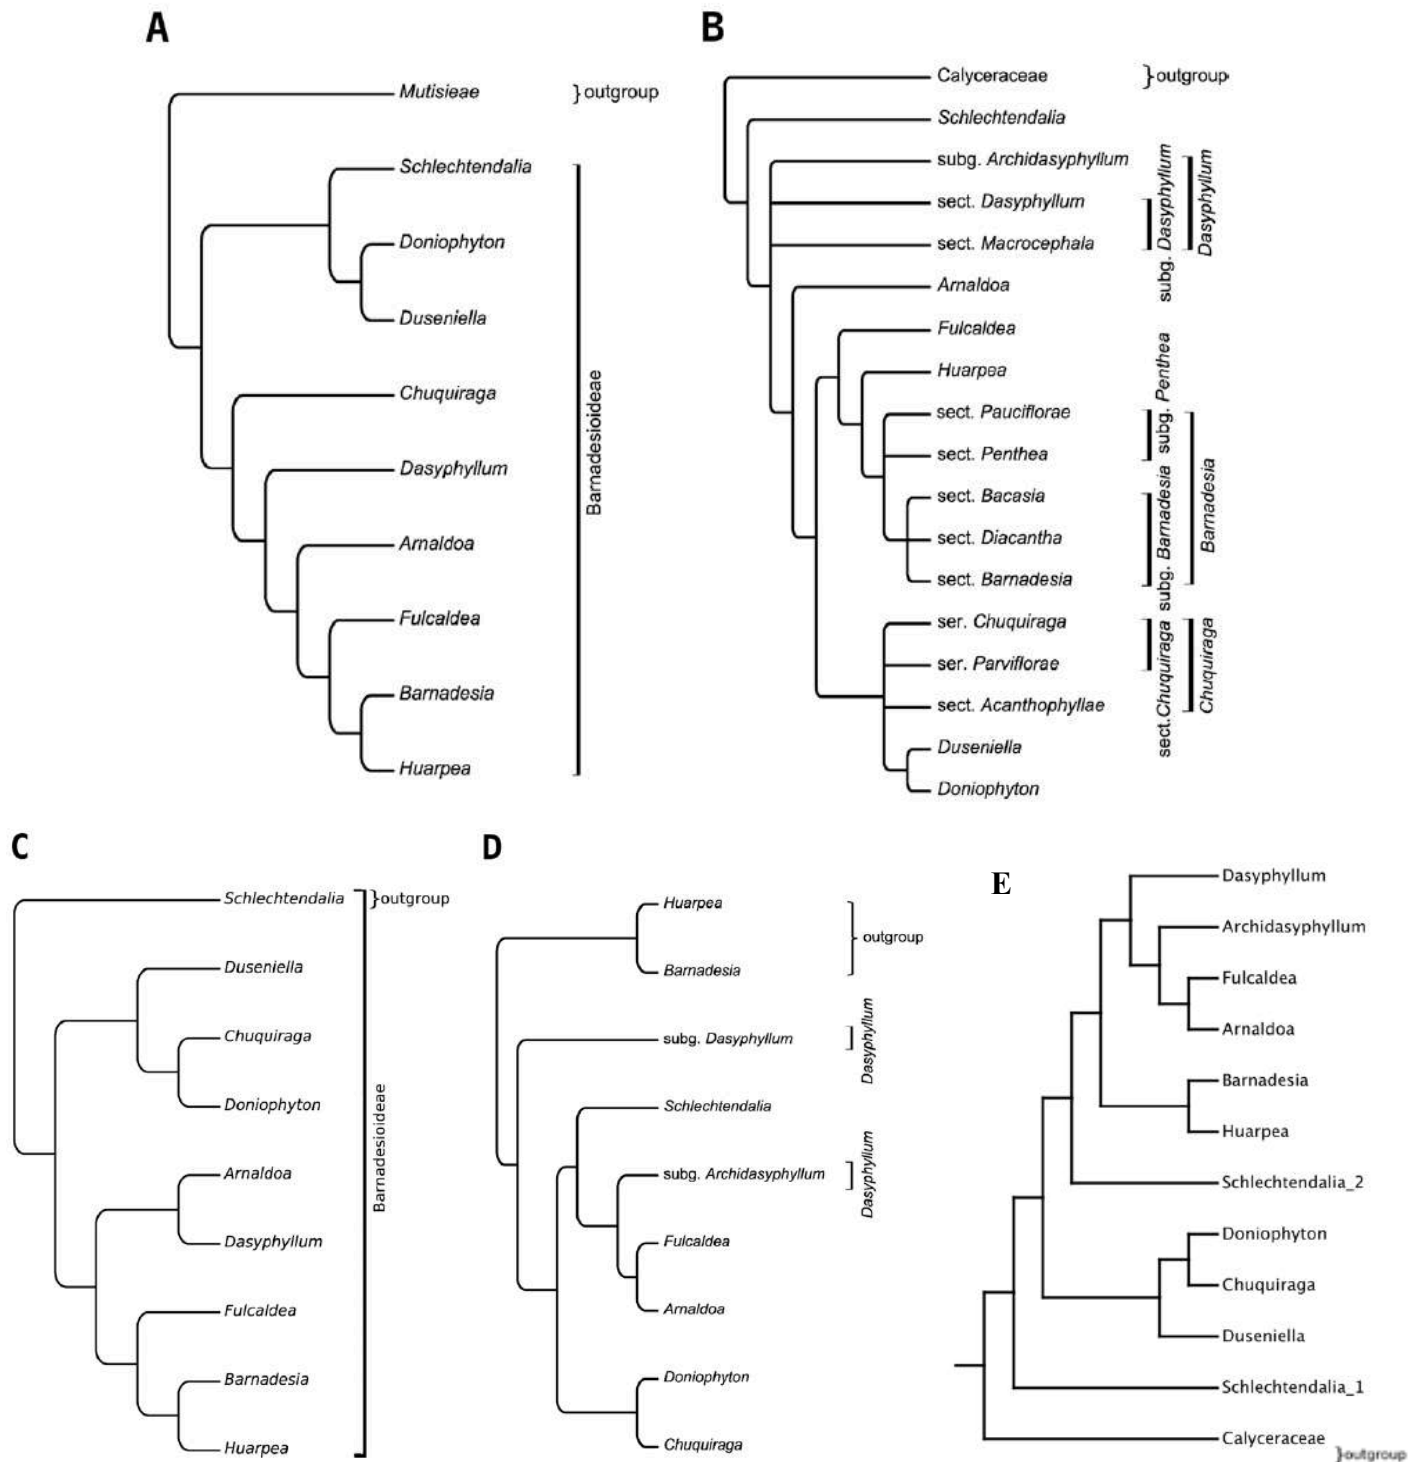 A
Mutisieae
}outgroup
Schlechtendalia
Doniophyton
Duseniella
Chuquiraga
Dasyphyllum
Arnaldoa
Fulcaldea
Barnadesia
Huarpea
Barnadesioideae
B
Calyceraceae
}outgroup
Schlechtendalia
subg. Archidasyphyllum
sect. Dasyphyllum
sect. Macrocephala
Arnaldoa
Fulcaldea
Huarpea
sect. Pauciflorae
sect. Penthea
sect. Bacasia
sect. Diacantha
sect. Barnadesia
ser. Chuquiraga
ser. Parviflorae
sect. Acanthophyllae
Duseniella
Doniophyton
subg. Dasyphyllum
Dasyphyllum
subg. Penthea
subg. Barnadesia
Barnadesia
sect.Chuquiraga
Chuquiraga
C
Schlechtendalia
}outgroup
Duseniella
Chuquiraga
Doniophyton
Arnaldoa
Dasyphyllum
Fulcaldea
Barnadesia
Huarpea
Barnadesioideae
D
Huarpea
Barnadesia
outgroup
subg. Dasyphyllum
Dasyphyllum
Schlechtendalia
subg. Archidasyphyllum
Dasyphyllum
Fulcaldea
Arnaldoa
Doniophyton
Chuquiraga
E
Dasyphyllum
Archidasyphyllum
Fulcaldea
Arnaldoa
Barnadesia
Huarpea
Schlechtendalia_2
Doniophyton
Chuquiraga
Duseniella
Schlechtendalia_1
Calyceraceae
}outgroup